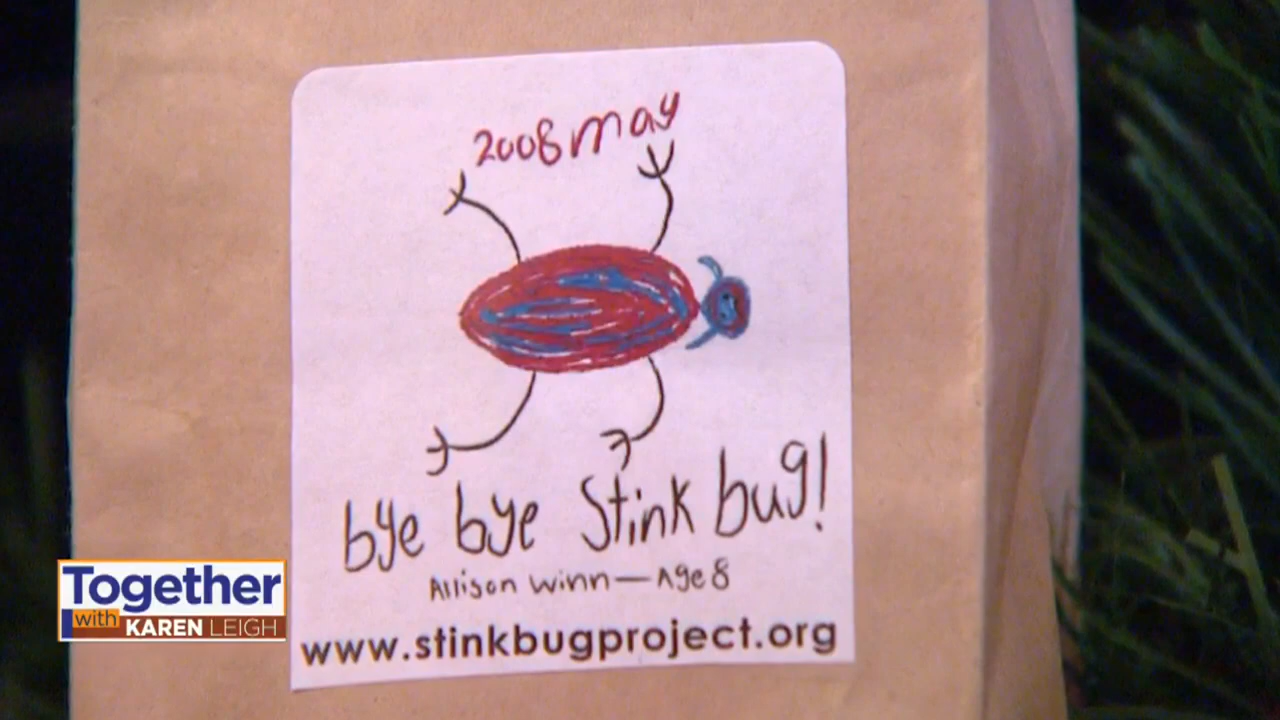 2008 may
bye bye Stink bug!
Allison Winn—Age 8
www.stinkbugproject.org
Together
with KAREN LEIGH